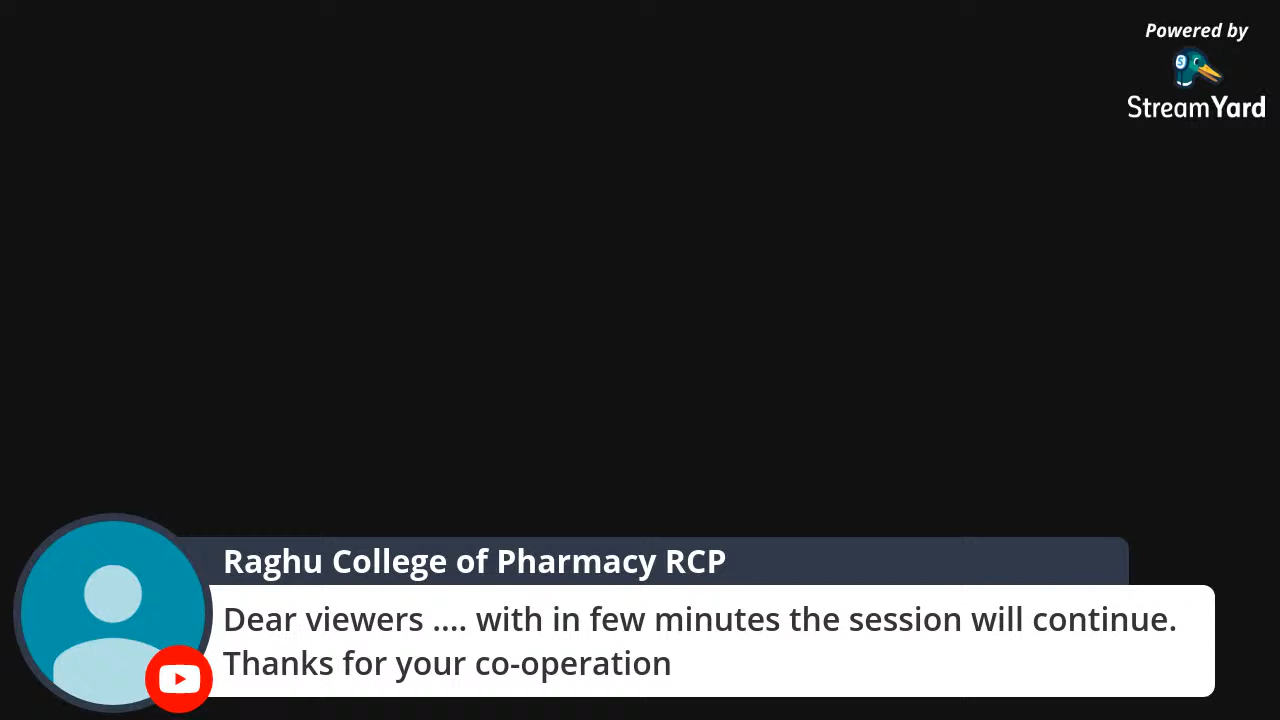 Powered by
StreamYard
Raghu College of Pharmacy RCP
Dear viewers .... with in few minutes the session will continue.
Thanks for your co-operation